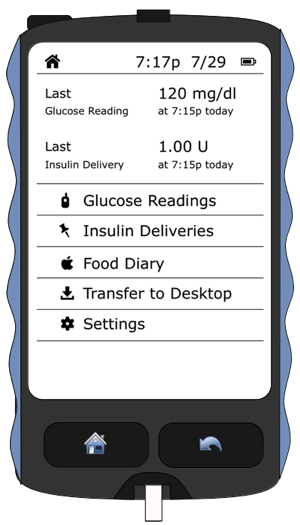 7:17p 7/29
Last 120 mg/dl
Glucose Reading at 7:15p today
Last 1.00 U
Insulin Delivery at 7:15p today
Glucose Readings
Insulin Deliveries
Food Diary
Transfer to Desktop
Settings